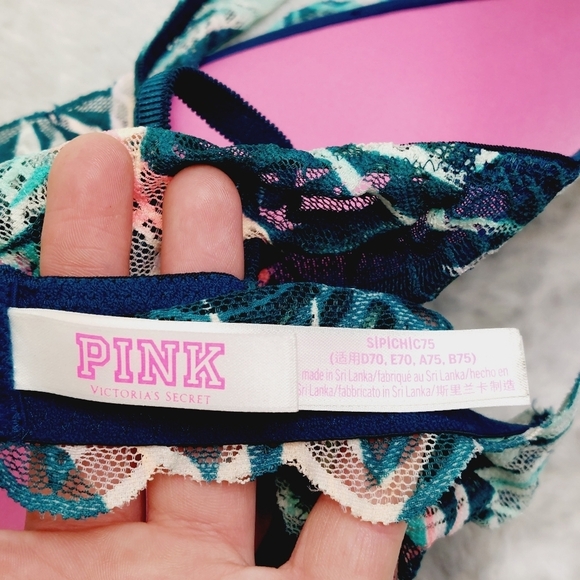 PINK
VICTORIA'S SECRET
S|P|CH|C75
(适用D70, E70, A75, B75)
made in Sri Lanka/fabriqué au Sri Lanka/hecho en
Sri Lanka/fabbricato in Sri Lanka/斯里兰卡制造